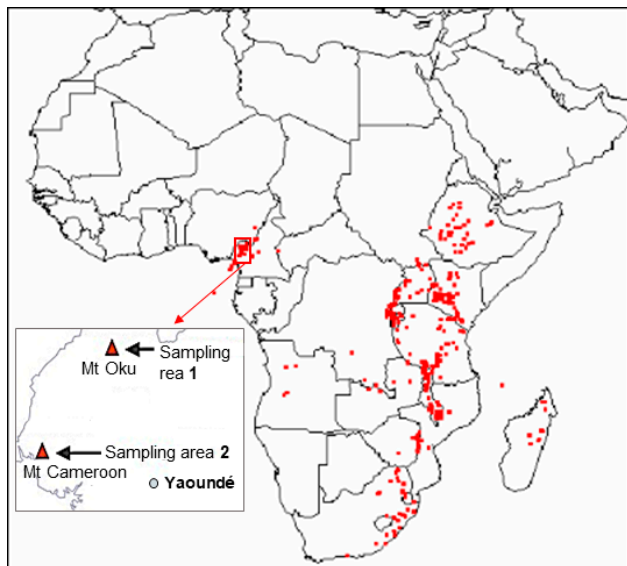 Sampling
Mt Oku
rea 1
Sampling area 2
Mt Cameroon
Yaoundé